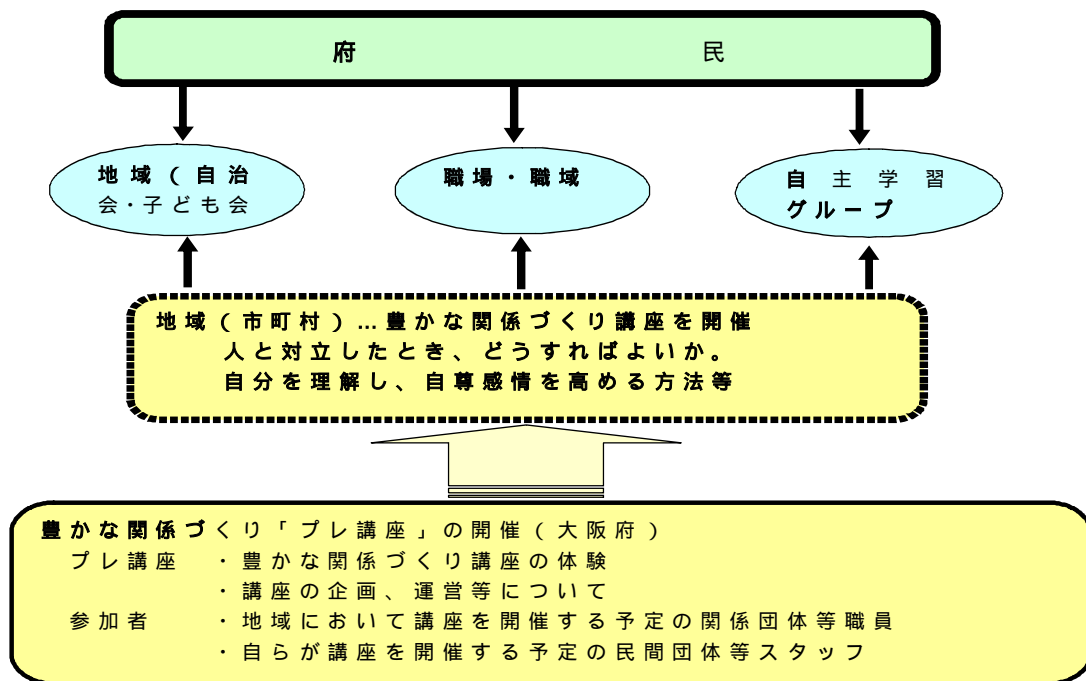 府 民
地域(自治
会・子ども会
職場・職域
自主学習
グループ
地域(市町村)…豊かな関係づくり講座を開催
人と対立したとき、どうすればよいか。
自分を理解し、自尊感情を高める方法等
豊かな関係づくり「プレ講座」の開催(大阪府)
プレ講座 ・豊かな関係づくり講座の体験
・講座の企画、運営等について
参加者 ・地域において講座を開催する予定の関係団体等職員
・自らが講座を開催する予定の民間団体等スタッフ